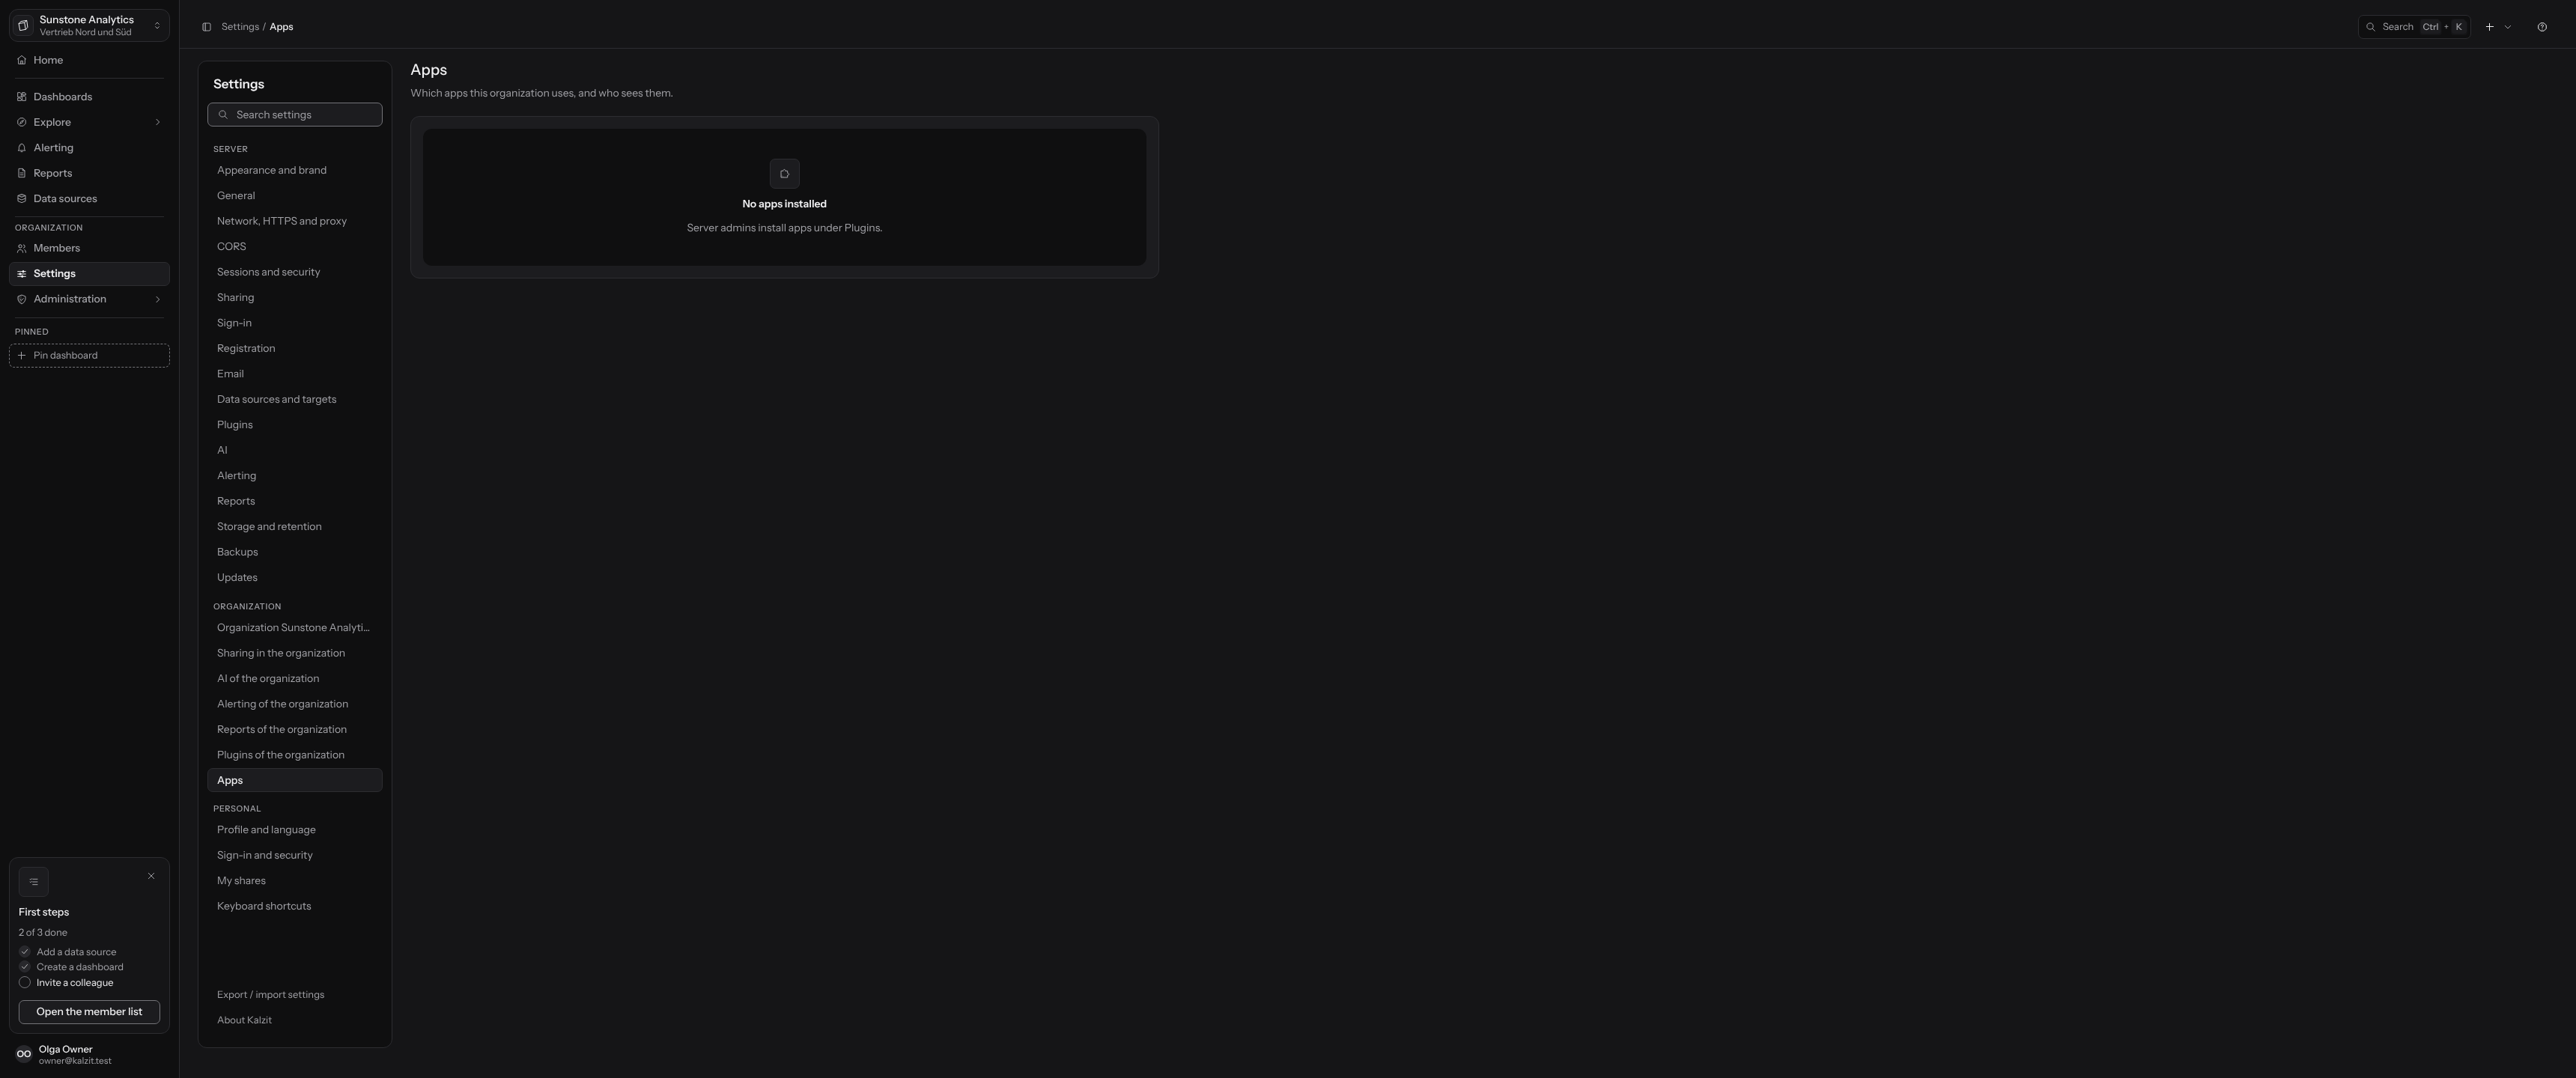 Sunstone Analytics
Vertrieb Nord und Süd
Home
Dashboards
Explore
Alerting
Reports
Data sources
ORGANIZATION
Members
Settings
Administration
PINNED
Pin dashboard
First steps
2 of 3 done
Add a data source
Create a dashboard
Invite a colleague
Open the member list
OO
Olga Owner
owner@kalzit.test
Settings / Apps
Search Ctrl + K
Settings
Search settings
SERVER
Appearance and brand
General
Network, HTTPS and proxy
CORS
Sessions and security
Sharing
Sign-in
Registration
Email
Data sources and targets
Plugins
AI
Alerting
Reports
Storage and retention
Backups
Updates
ORGANIZATION
Organization Sunstone Analyti...
Sharing in the organization
AI of the organization
Alerting of the organization
Reports of the organization
Plugins of the organization
Apps
PERSONAL
Profile and language
Sign-in and security
My shares
Keyboard shortcuts
Export / import settings
About Kalzit
Apps
Which apps this organization uses, and who sees them.
No apps installed
Server admins install apps under Plugins.